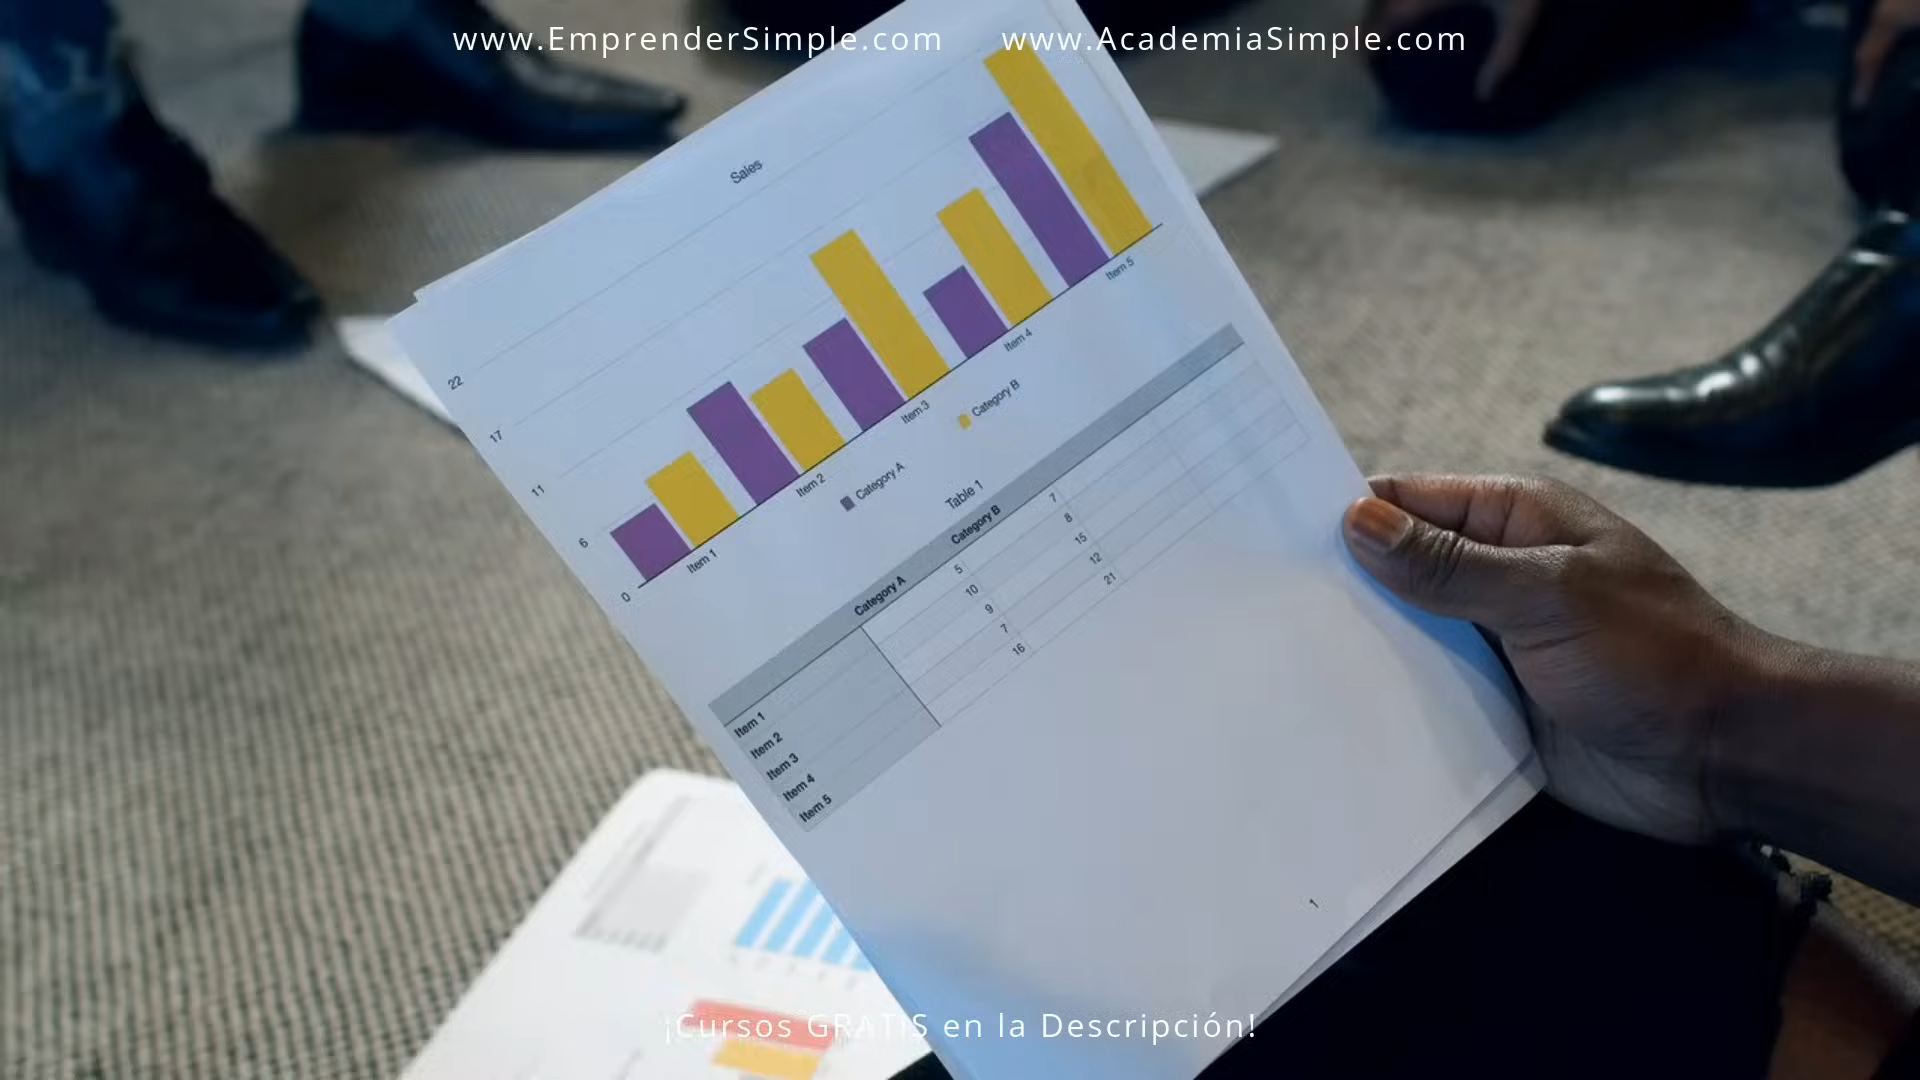 www.EmprenderSimple.com www.AcademiaSimple.com
Sales
22
17
11
6
0
Item 1 Item 2 Item 3 Item 4 Item 5
Category A Category B
Table 1
Category A Category B
Item 1 5 7
Item 2 10 8
Item 3 9 15
Item 4 7 12
Item 5 16 21
1
¡Cursos GRATIS en la Descripción!